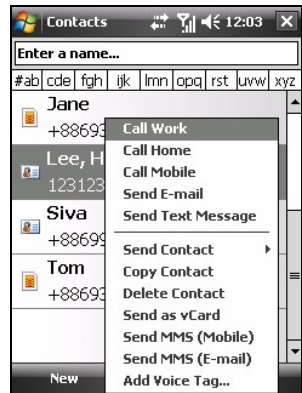 Contacts 12:03
Enter a name...
#ab cde fgh ijk lmn opq rst uvw xyz
Jane
+88693
Lee, H
123123
Siva
+88699
Tom
+88693
Call Work
Call Home
Call Mobile
Send E-mail
Send Text Message
Send Contact
Copy Contact
Delete Contact
Send as vCard
Send MMS (Mobile)
Send MMS (E-mail)
Add Voice Tag...
New